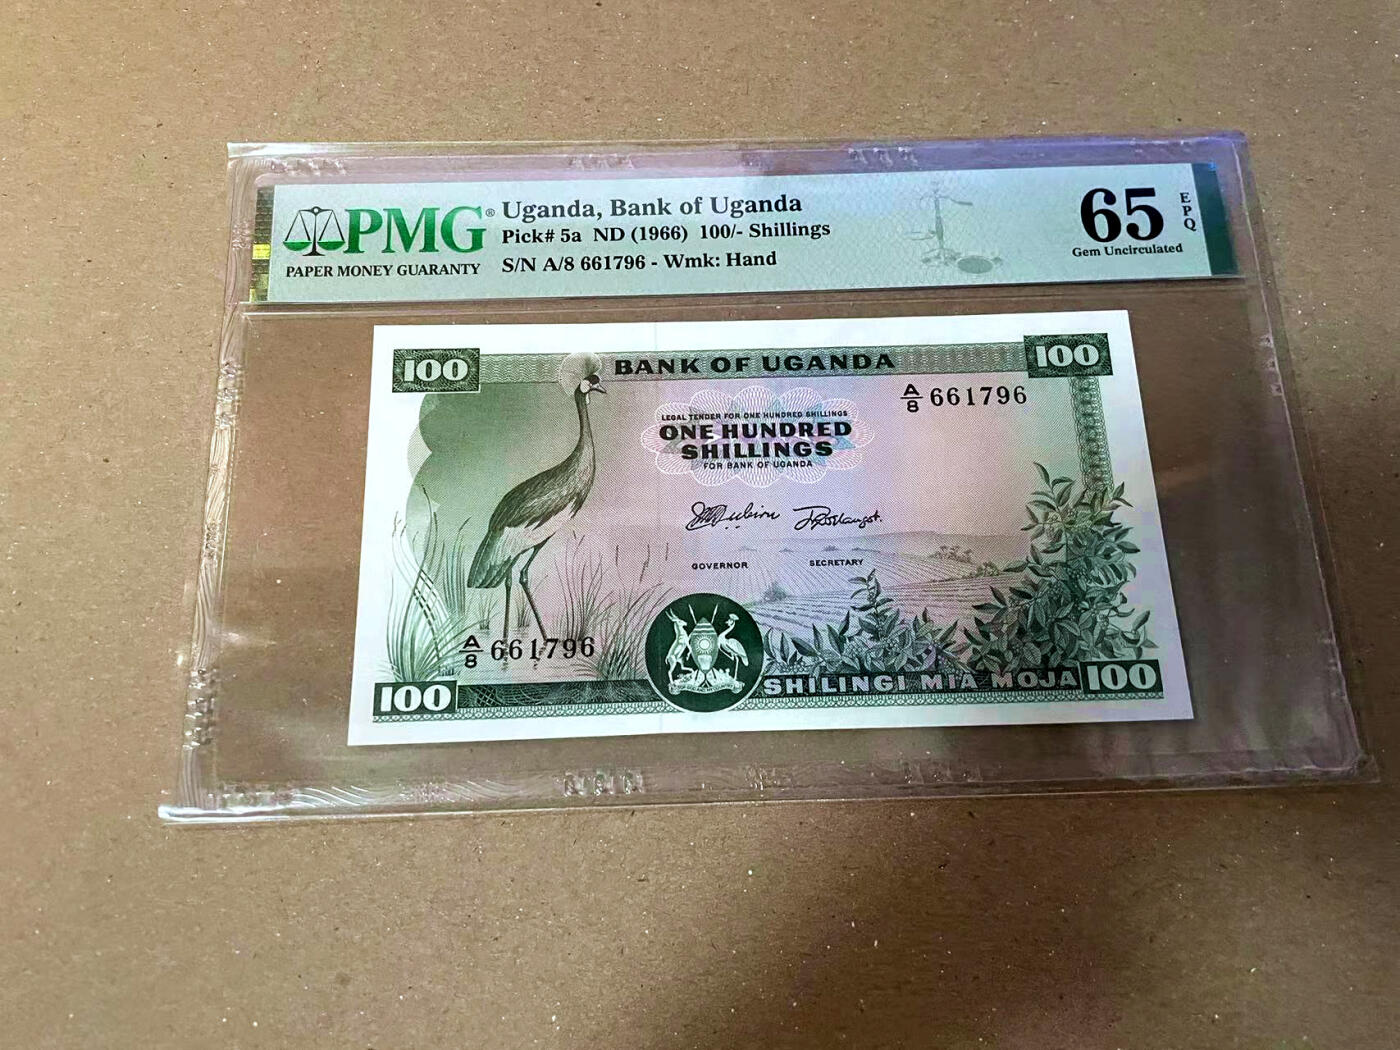 PMG®
PAPER MONEY GUARANTY
Uganda, Bank of Uganda
Pick# 5a ND (1966) 100/- Shillings
S/N A/8 661796 - Wmk: Hand
65
Gem Uncirculated
EPQ
100
BANK OF UGANDA
100
A/8 661796
LEGAL TENDER FOR ONE HUNDRED SHILLINGS
ONE HUNDRED
SHILLINGS
FOR BANK OF UGANDA
GOVERNOR
SECRETARY
A/8 661796
100
SHILINGI MIA MOJA
100